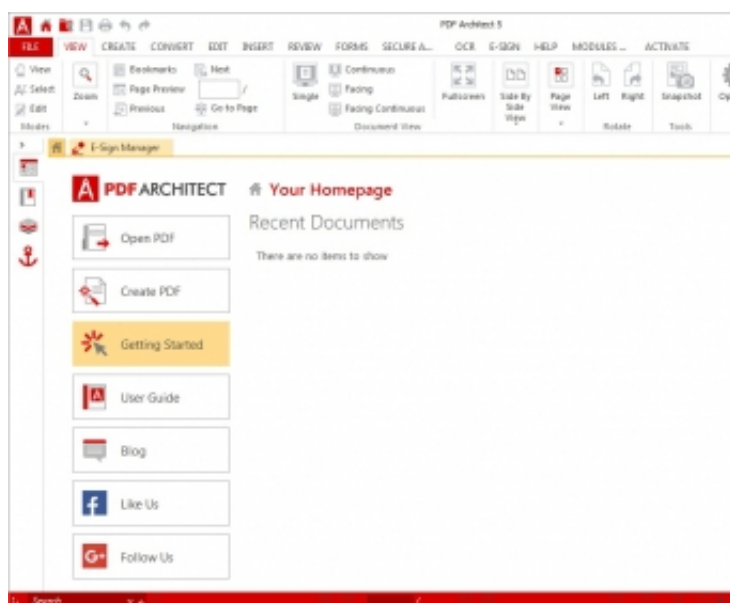 PDF Architect 5
FILE VIEW CREATE CONVERT EDIT INSERT REVIEW FORMS SECURE A... OCR E-SIGN HELP MODULES ... ACTIVATE
View Bookmarks Next Continuous
Select Zoom Page Preview / Single Facing Fullscreen Side By Side View Page View Left Right Snapshot
Edit Previous Go to Page Facing Continuous
Modes Navigation Document View Rotate Tools
E-Sign Manager
PDF ARCHITECT
Your Homepage
Recent Documents
There are no items to show
Open PDF
Create PDF
Getting Started
User Guide
Blog
Like Us
Follow Us
Search